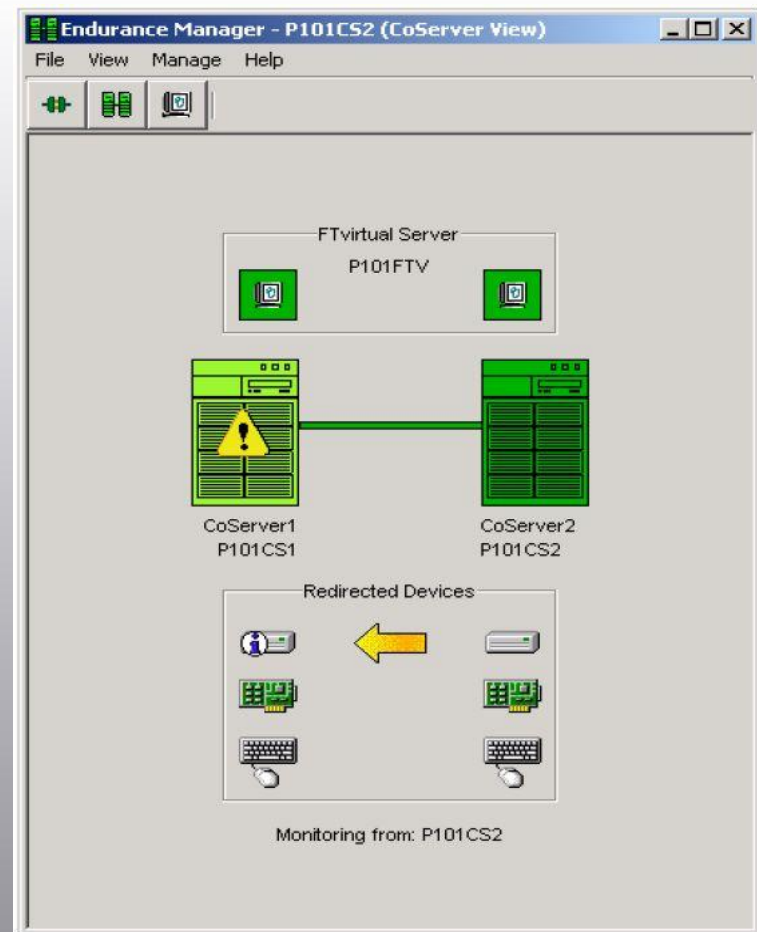 Endurance Manager - P101CS2 (CoServer View)
File View Manage Help
FTvirtual Server
P101FTV
CoServer1
P101CS1
CoServer2
P101CS2
Redirected Devices
Monitoring from: P101CS2